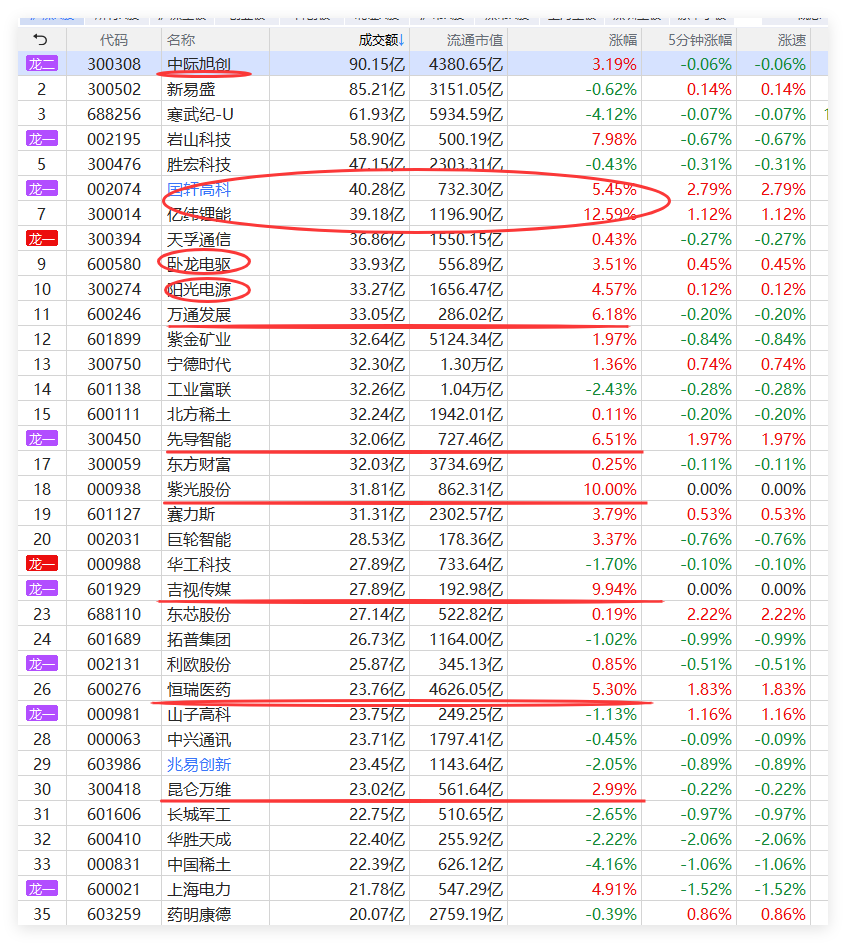 代码 名称 成交额↓ 流通市值 涨幅 5分钟涨幅 涨速
龙二 300308 中际旭创 90.15亿 4380.65亿 3.19% -0.06% -0.06%
2 300502 新易盛 85.21亿 3151.05亿 -0.62% 0.14% 0.14%
3 688256 寒武纪-U 61.93亿 5934.59亿 -4.12% -0.07% -0.07%
龙一 002195 岩山科技 58.90亿 500.19亿 7.98% -0.67% -0.67%
5 300476 胜宏科技 47.15亿 2303.31亿 -0.43% -0.31% -0.31%
龙一 002074 国轩高科 40.28亿 732.30亿 5.45% 2.79% 2.79%
7 300014 亿纬锂能 39.18亿 1196.90亿 12.59% 1.12% 1.12%
龙一 300394 天孚通信 36.86亿 1550.15亿 0.43% -0.27% -0.27%
9 600580 卧龙电驱 33.93亿 556.89亿 3.51% 0.45% 0.45%
10 300274 阳光电源 33.27亿 1656.47亿 4.57% 0.12% 0.12%
11 600246 万通发展 33.05亿 286.02亿 6.18% -0.20% -0.20%
12 601899 紫金矿业 32.64亿 5124.34亿 1.97% -0.84% -0.84%
13 300750 宁德时代 32.30亿 1.30万亿 1.36% 0.74% 0.74%
14 601138 工业富联 32.26亿 1.04万亿 -2.43% -0.28% -0.28%
15 600111 北方稀土 32.24亿 1942.01亿 0.11% -0.20% -0.20%
龙一 300450 先导智能 32.06亿 727.46亿 6.51% 1.97% 1.97%
17 300059 东方财富 32.03亿 3734.69亿 0.25% -0.11% -0.11%
18 000938 紫光股份 31.81亿 862.31亿 10.00% 0.00% 0.00%
19 601127 赛力斯 31.31亿 2302.57亿 3.79% 0.53% 0.53%
20 002031 巨轮智能 28.53亿 178.36亿 3.37% -0.76% -0.76%
龙一 000988 华工科技 27.89亿 733.64亿 -1.70% -0.10% -0.10%
龙一 601929 吉视传媒 27.89亿 192.98亿 9.94% 0.00% 0.00%
23 688110 东芯股份 27.14亿 522.82亿 0.19% 2.22% 2.22%
24 601689 拓普集团 26.73亿 1164.00亿 -1.02% -0.99% -0.99%
龙一 002131 利欧股份 25.87亿 345.13亿 0.85% -0.51% -0.51%
26 600276 恒瑞医药 23.76亿 4626.05亿 5.30% 1.83% 1.83%
龙一 000981 山子高科 23.75亿 249.25亿 -1.13% 1.16% 1.16%
28 000063 中兴通讯 23.71亿 1797.41亿 -0.45% -0.09% -0.09%
29 603986 兆易创新 23.45亿 1143.64亿 -2.05% -0.89% -0.89%
30 300418 昆仑万维 23.02亿 561.64亿 2.99% -0.22% -0.22%
31 601606 长城军工 22.75亿 510.65亿 -2.65% -0.97% -0.97%
32 600410 华胜天成 22.40亿 255.92亿 -2.22% -2.06% -2.06%
33 000831 中国稀土 22.39亿 626.12亿 -4.16% -1.06% -1.06%
龙一 600021 上海电力 21.78亿 547.29亿 4.91% -1.52% -1.52%
35 603259 药明康德 20.07亿 2759.19亿 -0.39% 0.86% 0.86%